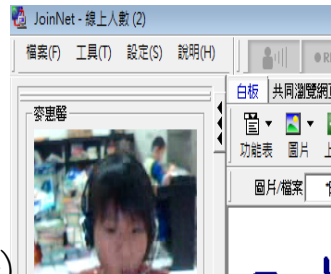 JoinNet - 線上人數 (2)
檔案(F) 工具(T) 設定(S) 說明(H)
白板 共同瀏覽網
麥惠馨
功能表 圖片
圖片/檔案